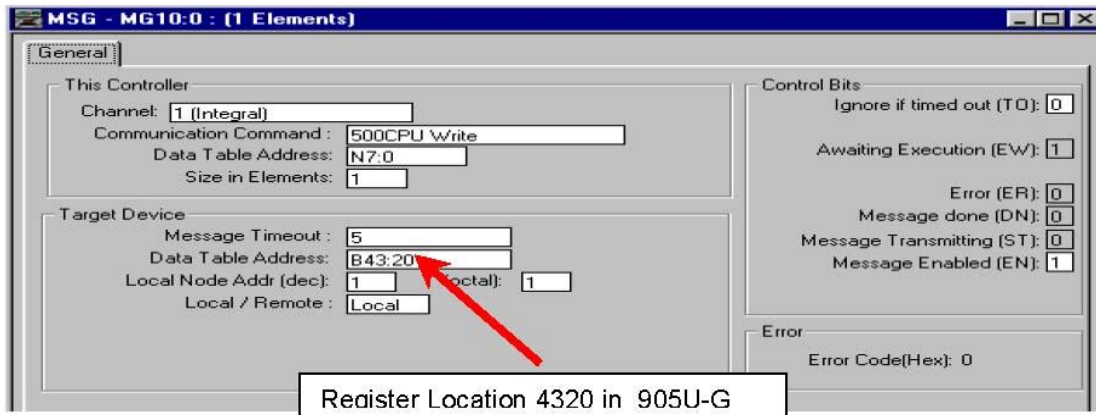 MSG - MG10:0 : (1 Elements)
General
This Controller
Channel: 1 (Integral)
Communication Command : 500CPU Write
Data Table Address: N7:0
Size in Elements: 1
Target Device
Message Timeout : 5
Data Table Address: B43:20
Local Node Addr (dec): 1 (octal): 1
Local / Remote : Local
Control Bits
Ignore if timed out (TO): 0
Awaiting Execution (EW): 1
Error (ER): 0
Message done (DN): 0
Message Transmitting (ST): 0
Message Enabled (EN): 1
Error
Error Code(Hex): 0
Register Location 4320 in 905U-G